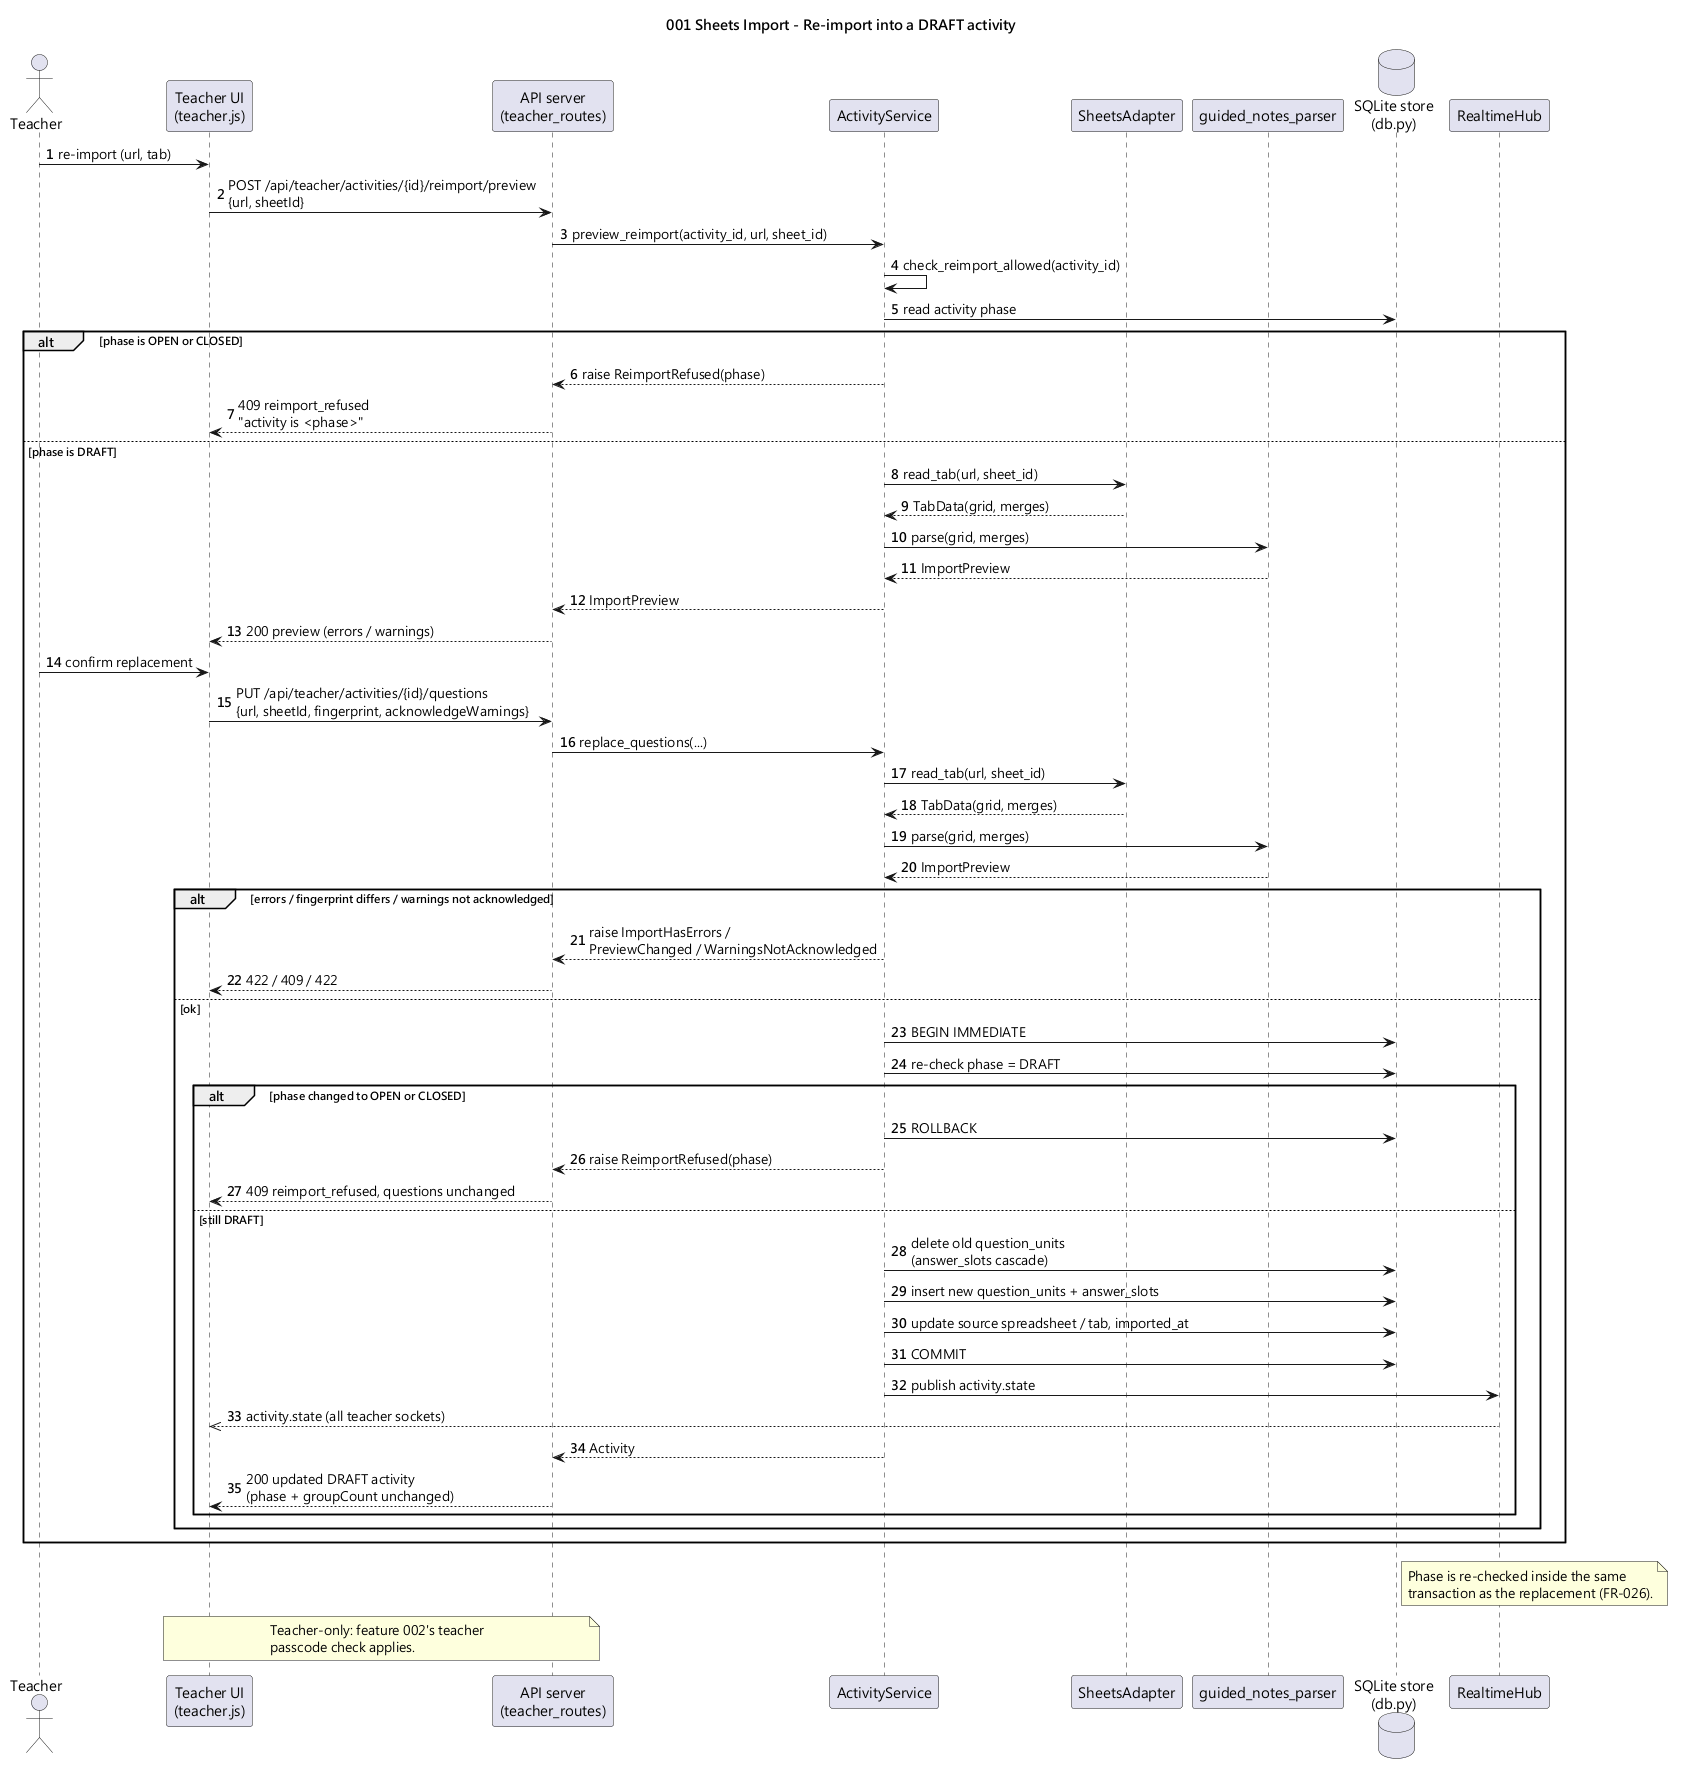 001 Sheets Import - Re-import into a DRAFT activity
Teacher
Teacher UI
(teacher.js)
API server
(teacher_routes)
ActivityService
SheetsAdapter
guided_notes_parser
SQLite store
(db.py)
RealtimeHub
1 re-import (url, tab)
2 POST /api/teacher/activities/{id}/reimport/preview
{url, sheetId}
3 preview_reimport(activity_id, url, sheet_id)
4 check_reimport_allowed(activity_id)
5 read activity phase
alt [phase is OPEN or CLOSED]
6 raise ReimportRefused(phase)
7 409 reimport_refused
"activity is <phase>"
[phase is DRAFT]
8 read_tab(url, sheet_id)
9 TabData(grid, merges)
10 parse(grid, merges)
11 ImportPreview
12 ImportPreview
13 200 preview (errors / warnings)
14 confirm replacement
15 PUT /api/teacher/activities/{id}/questions
{url, sheetId, fingerprint, acknowledgeWarnings}
16 replace_questions(...)
17 read_tab(url, sheet_id)
18 TabData(grid, merges)
19 parse(grid, merges)
20 ImportPreview
alt [errors / fingerprint differs / warnings not acknowledged]
21 raise ImportHasErrors /
PreviewChanged / WarningsNotAcknowledged
22 422 / 409 / 422
[ok]
23 BEGIN IMMEDIATE
24 re-check phase = DRAFT
alt [phase changed to OPEN or CLOSED]
25 ROLLBACK
26 raise ReimportRefused(phase)
27 409 reimport_refused, questions unchanged
[still DRAFT]
28 delete old question_units
(answer_slots cascade)
29 insert new question_units + answer_slots
30 update source spreadsheet / tab, imported_at
31 COMMIT
32 publish activity.state
33 activity.state (all teacher sockets)
34 Activity
35 200 updated DRAFT activity
(phase + groupCount unchanged)
Phase is re-checked inside the same
transaction as the replacement (FR-026).
Teacher-only: feature 002's teacher
passcode check applies.
Teacher
Teacher UI
(teacher.js)
API server
(teacher_routes)
ActivityService
SheetsAdapter
guided_notes_parser
SQLite store
(db.py)
RealtimeHub